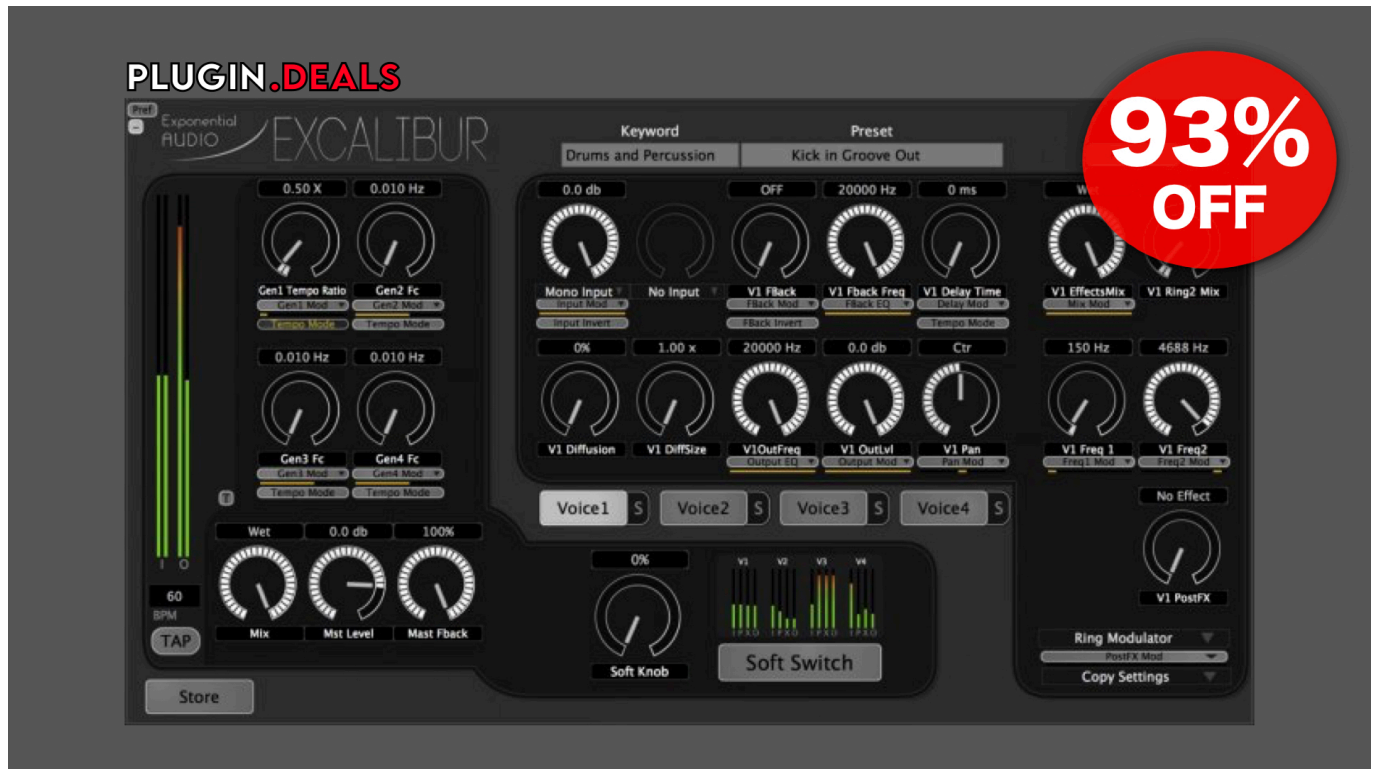 PLUGIN.DEALS
93%
OFF
Pref
Exponential
AUDIO
EXCALIBUR
Keyword
Preset
Drums and Percussion
Kick in Groove Out
0.50 X
0.010 Hz
Gen1 Tempo Ratio
Gen2 Fc
Gen1 Mod
Gen2 Mod
Tempo Mode
Tempo Mode
0.010 Hz
0.010 Hz
Gen3 Fc
Gen4 Fc
Gen3 Mod
Gen4 Mod
Tempo Mode
Tempo Mode
T
I O
60
BPM
TAP
Wet
0.0 db
100%
Mix
Mst Level
Mast Fback
Store
0.0 db
OFF
20000 Hz
0 ms
Mono Input
No Input
V1 FBack
V1 Fback Freq
V1 Delay Time
V1 EffectsMix
V1 Ring2 Mix
Input Mod
FBack Mod
FBack EQ
Delay Mod
Mix Mod
Input Invert
FBack Invert
Tempo Mode
0%
1.00 x
20000 Hz
0.0 db
Ctr
150 Hz
4688 Hz
V1 Diffusion
V1 DiffSize
V1OutFreq
V1 OutLvl
V1 Pan
V1 Freq 1
V1 Freq2
Output EQ
Output Mod
Pan Mod
Freq1 Mod
Freq2 Mod
Voice1
S
Voice2
S
Voice3
S
Voice4
S
No Effect
V1 PostFX
0%
Soft Knob
V1
V2
V3
V4
I P X O
I P X O
I P X O
I P X O
Soft Switch
Ring Modulator
PostFX Mod
Copy Settings